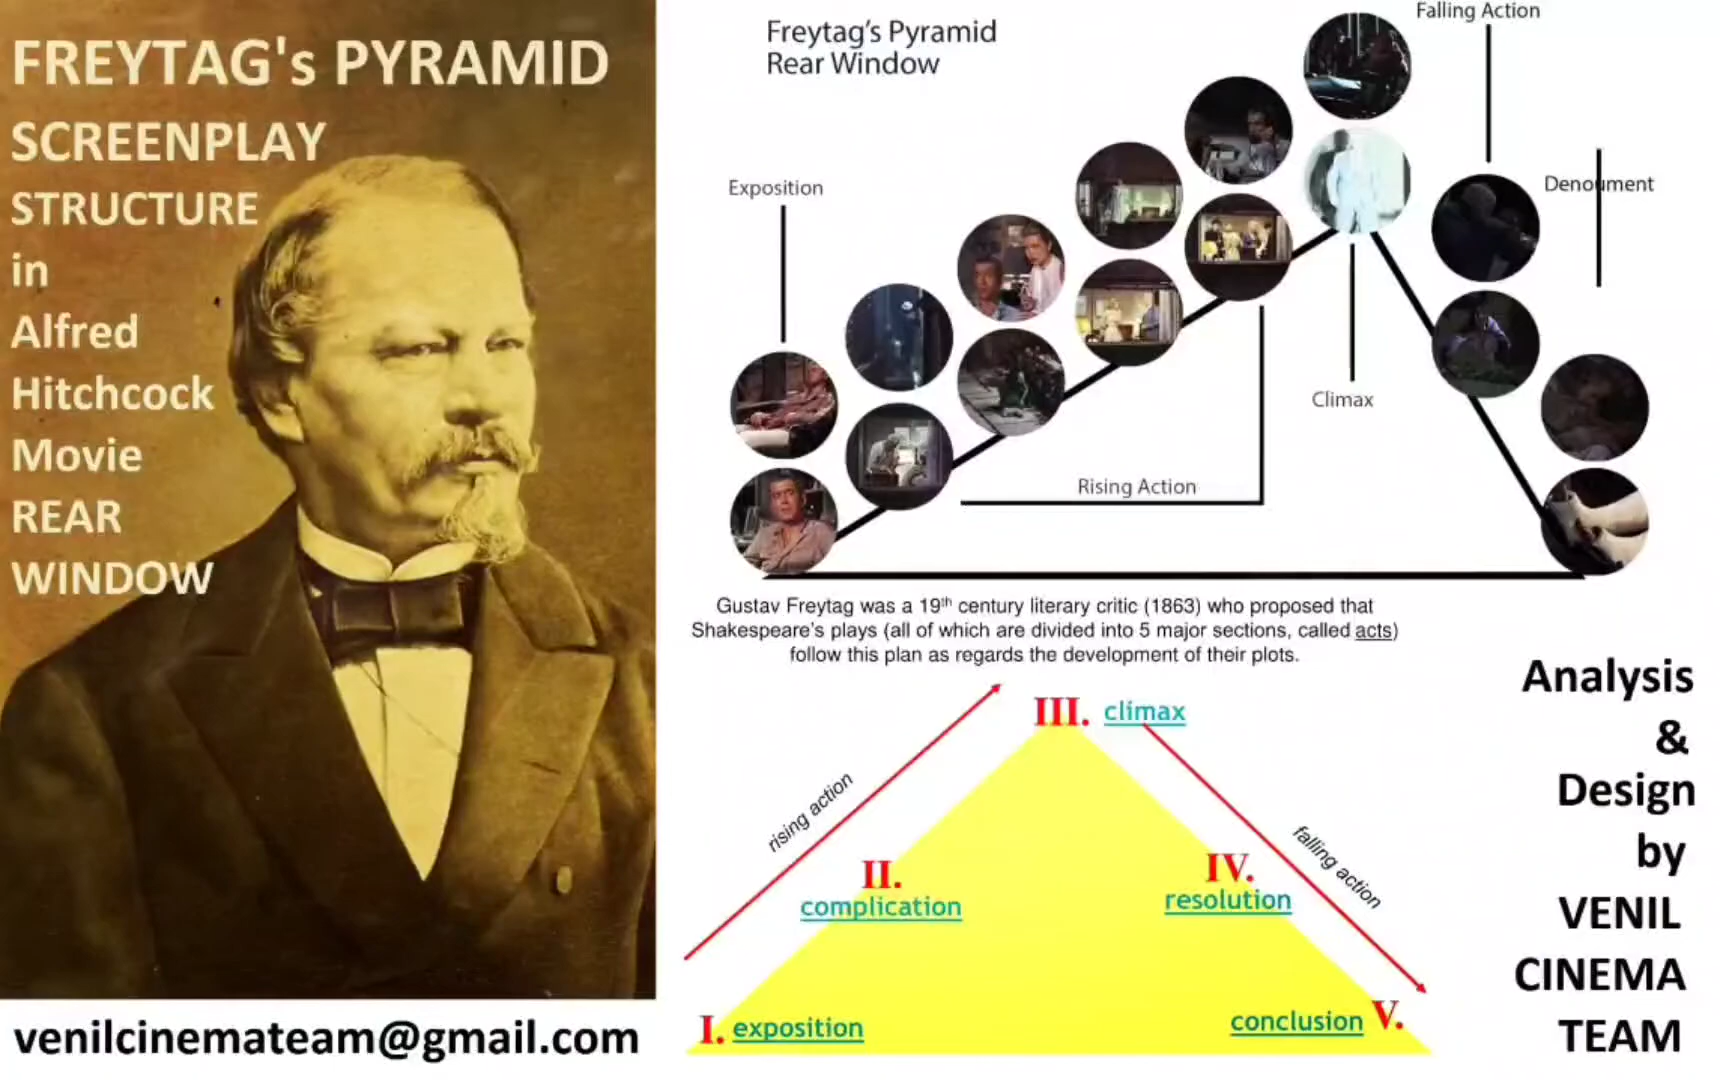 FREYTAG's PYRAMID
SCREENPLAY
STRUCTURE
in
Alfred
Hitchcock
Movie
REAR
WINDOW
venilcinemateam@gmail.com
Freytag's Pyramid
Rear Window
Exposition
Rising Action
Climax
Falling Action
Denoument
Gustav Freytag was a 19th century literary critic (1863) who proposed that
Shakespeare's plays (all of which are divided into 5 major sections, called acts)
follow this plan as regards the development of their plots.
rising action
III. climax
falling action
II.
complication
IV.
resolution
I. exposition
conclusion V.
Analysis
&
Design
by
VENIL
CINEMA
TEAM